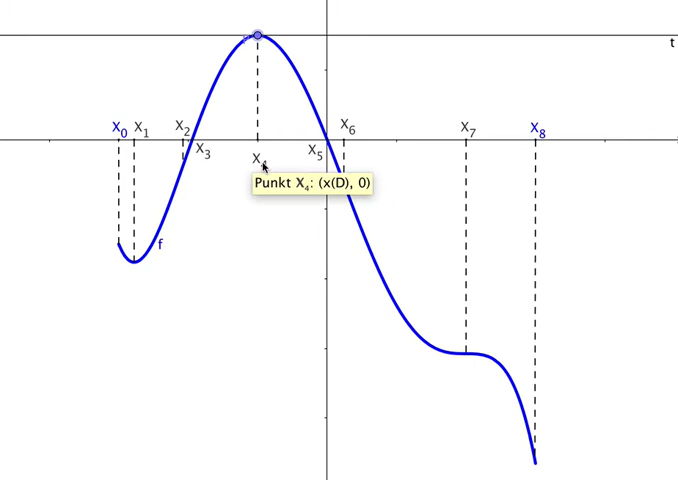 t
X₀ X₁ X₂ X₆ X₇ X₈
X₃ X₅
X₄
Punkt X₄: (x(D), 0)
f